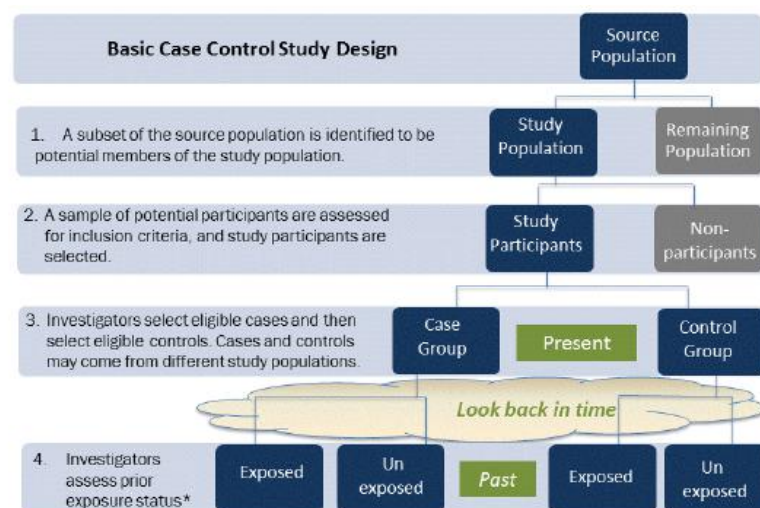 Basic Case Control Study Design
Source
Population
1. A subset of the source population is identified to be
potential members of the study population.
Study
Population
Remaining
Population
2. A sample of potential participants are assessed
for inclusion criteria, and study participants are
selected.
Study
Participants
Non-
participants
3. Investigators select eligible cases and then
select eligible controls. Cases and controls
may come from different study populations.
Case
Group
Present
Control
Group
Look back in time
4. Investigators
assess prior
exposure status*
Exposed
Un
exposed
Past
Exposed
Un
exposed